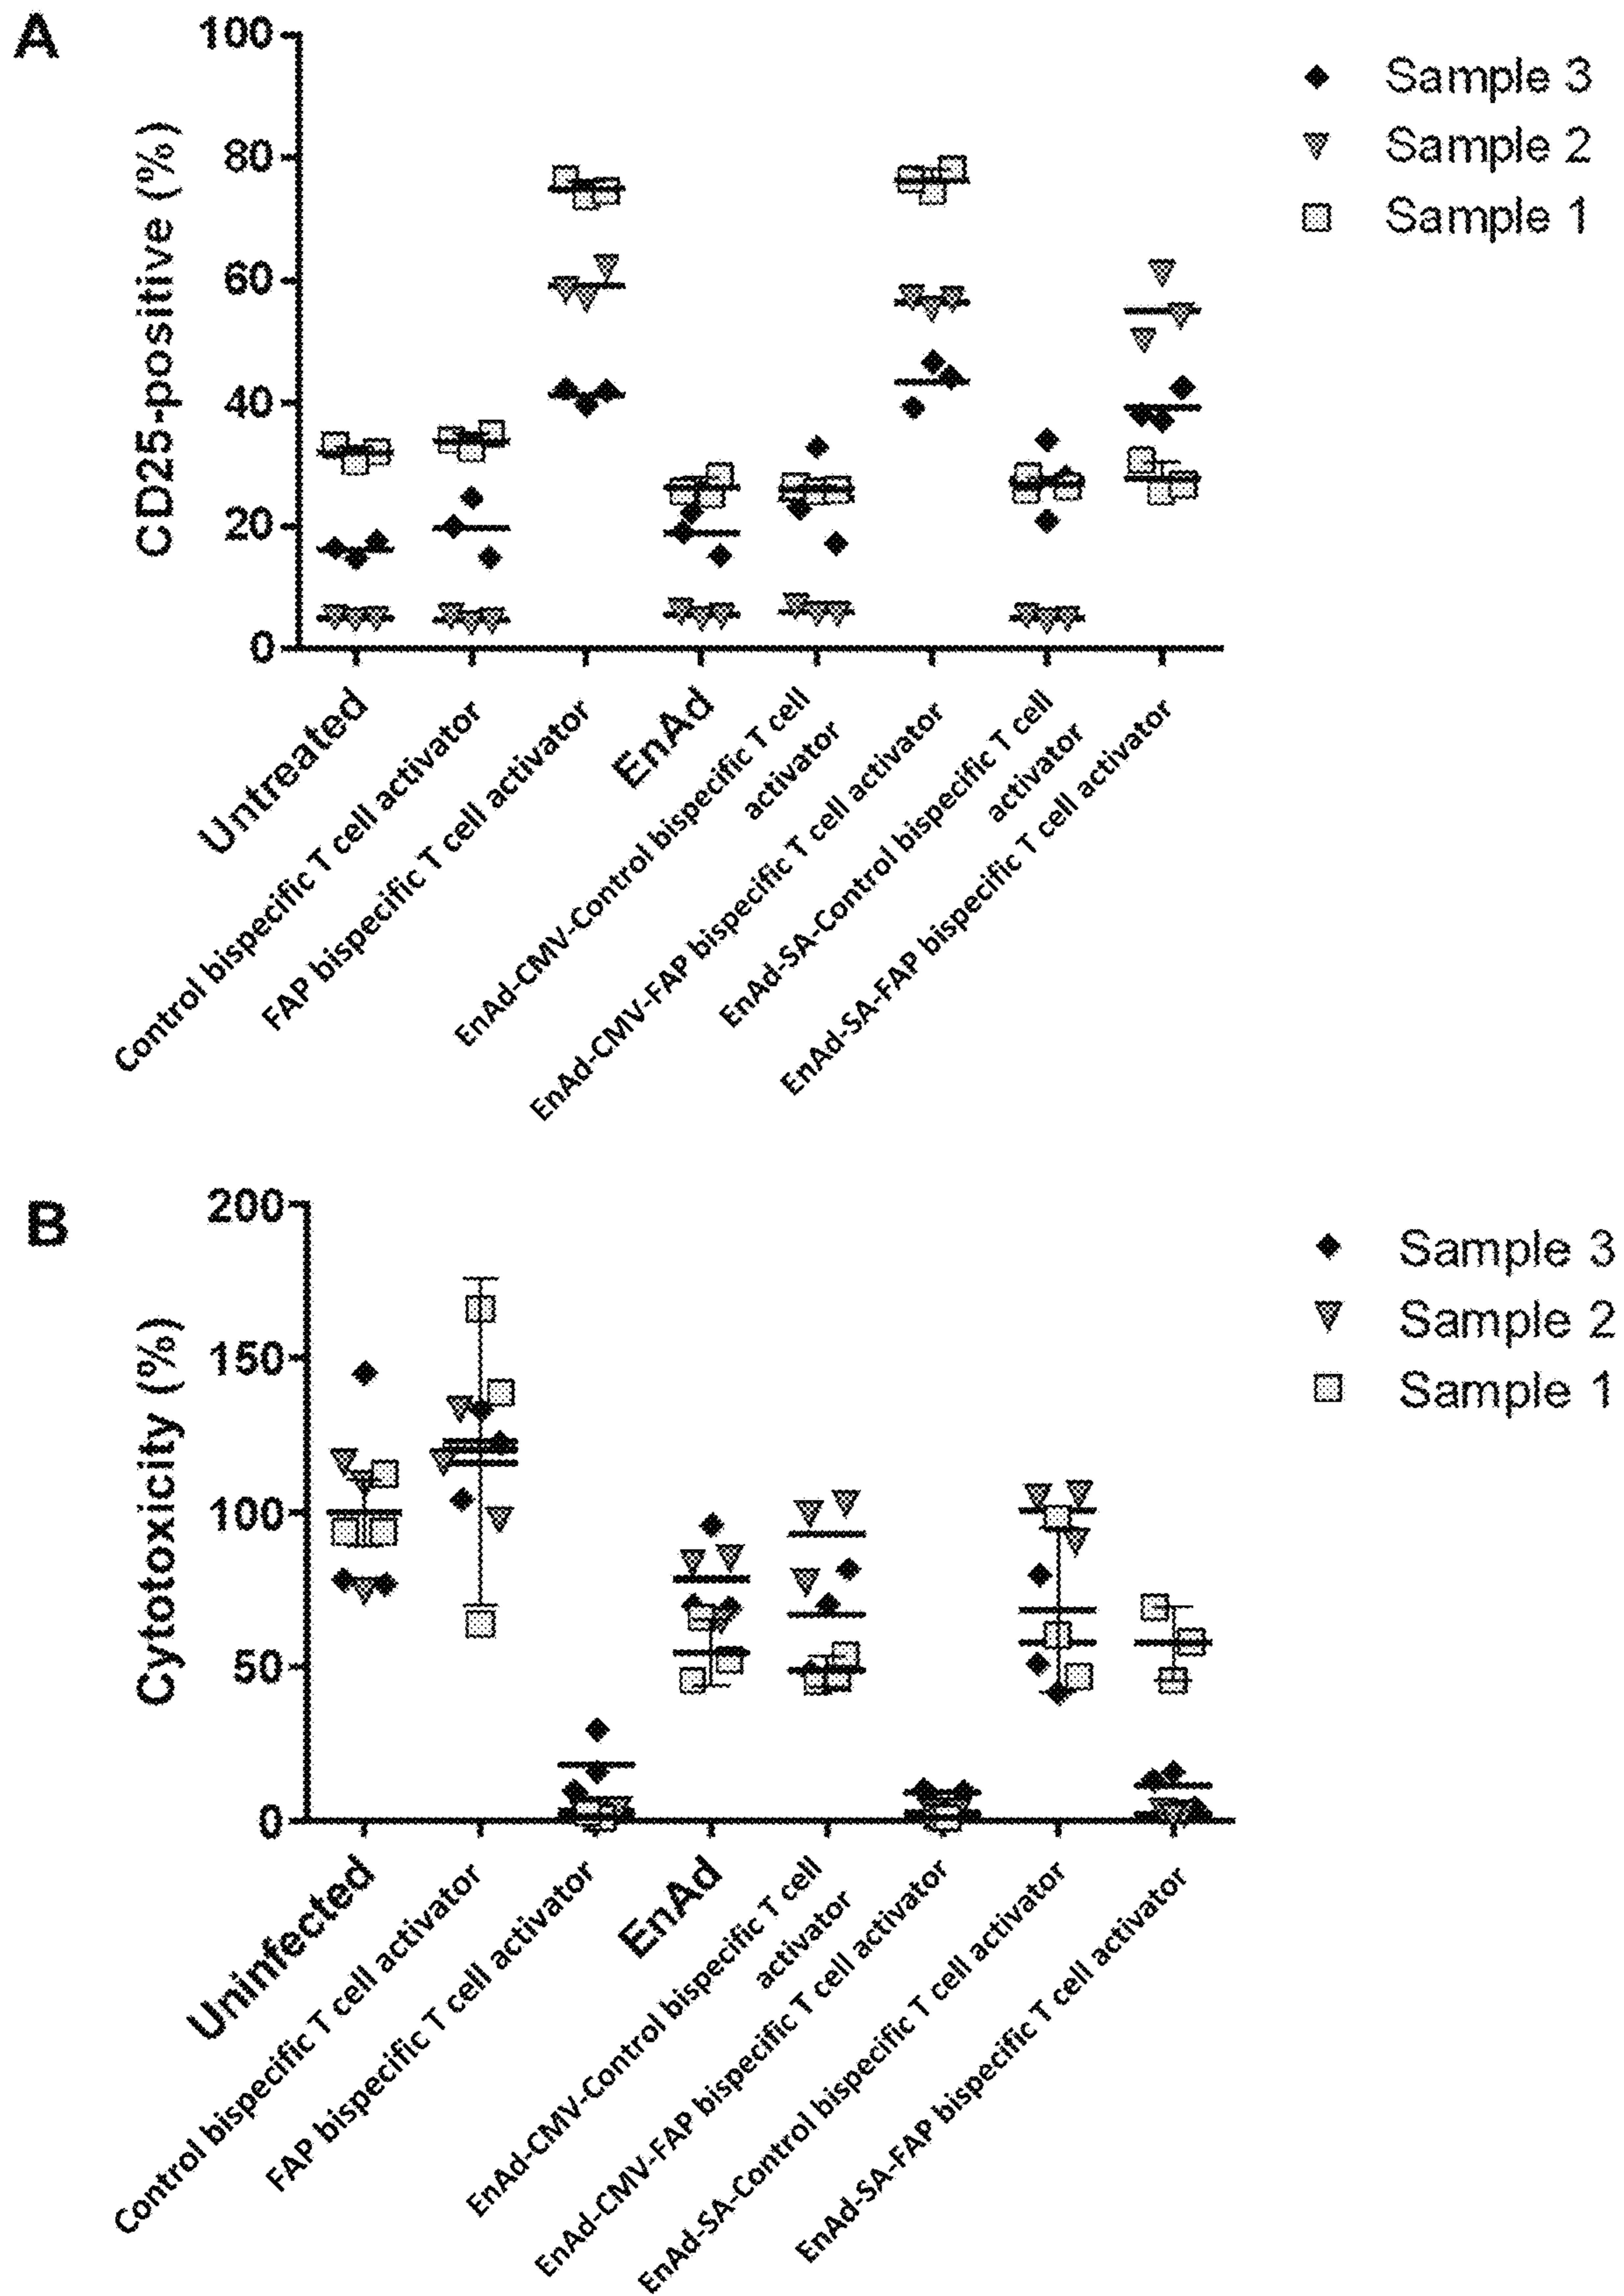 A
100
80
60
40
20
0
CD25-positive (%)
Sample 3
Sample 2
Sample 1
Untreated
Control bispecific T cell activator
FAP bispecific T cell activator
EnAd
EnAd-CMV-Control bispecific T cell
activator
EnAd-CMV-FAP bispecific T cell activator
EnAd-SA-Control bispecific T cell
activator
EnAd-SA-FAP bispecific T cell activator
B
200
150
100
50
0
Cytotoxicity (%)
Sample 3
Sample 2
Sample 1
Uninfected
Control bispecific T cell activator
FAP bispecific T cell activator
EnAd
EnAd-CMV-Control bispecific T cell
activator
EnAd-CMV-FAP bispecific T cell activator
EnAd-SA-Control bispecific T cell activator
EnAd-SA-FAP bispecific T cell activator